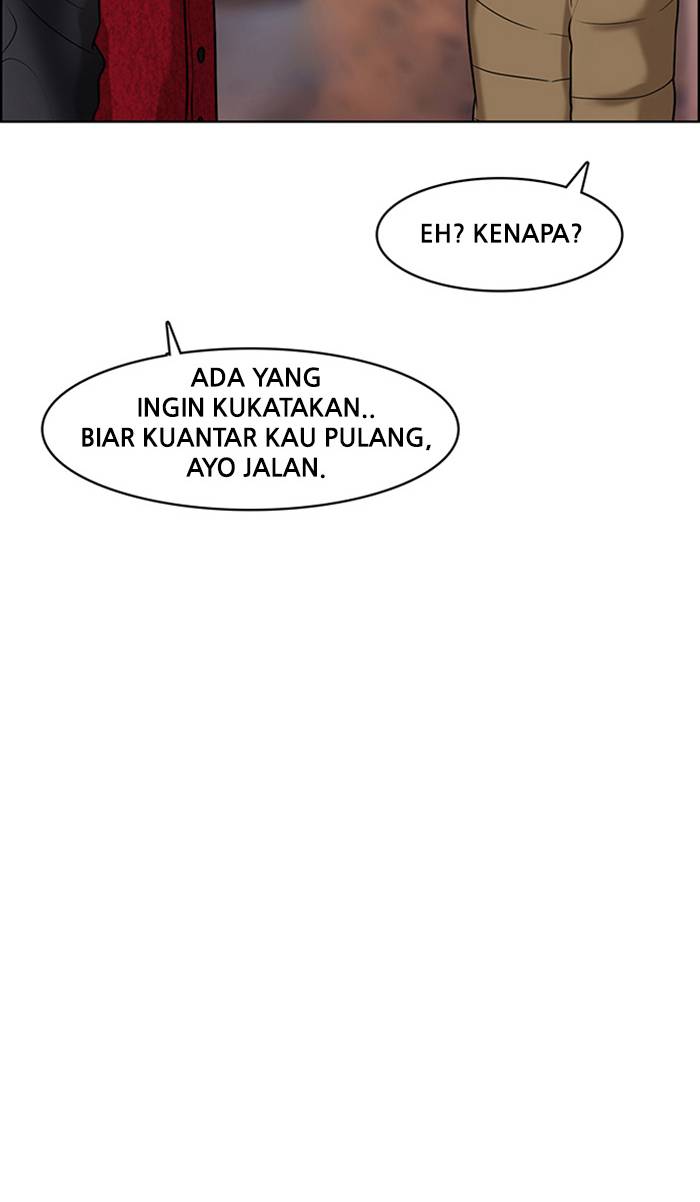 EH? KENAPA?
ADA YANG
INGIN KUKATAKAN..
BIAR KUANTAR KAU PULANG,
AYO JALAN.